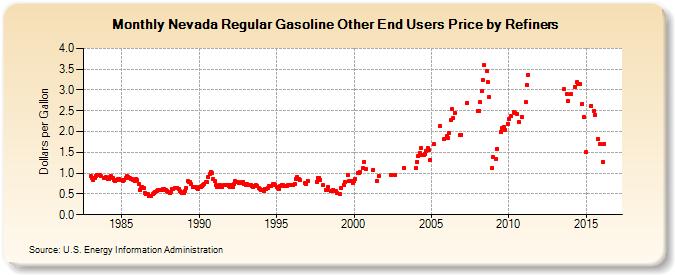 Monthly Nevada Regular Gasoline Other End Users Price by Refiners
Dollars per Gallon
4.0
3.5
3.0
2.5
2.0
1.5
1.0
0.5
0.0
1985 1990 1995 2000 2005 2010 2015
Source: U.S. Energy Information Administration